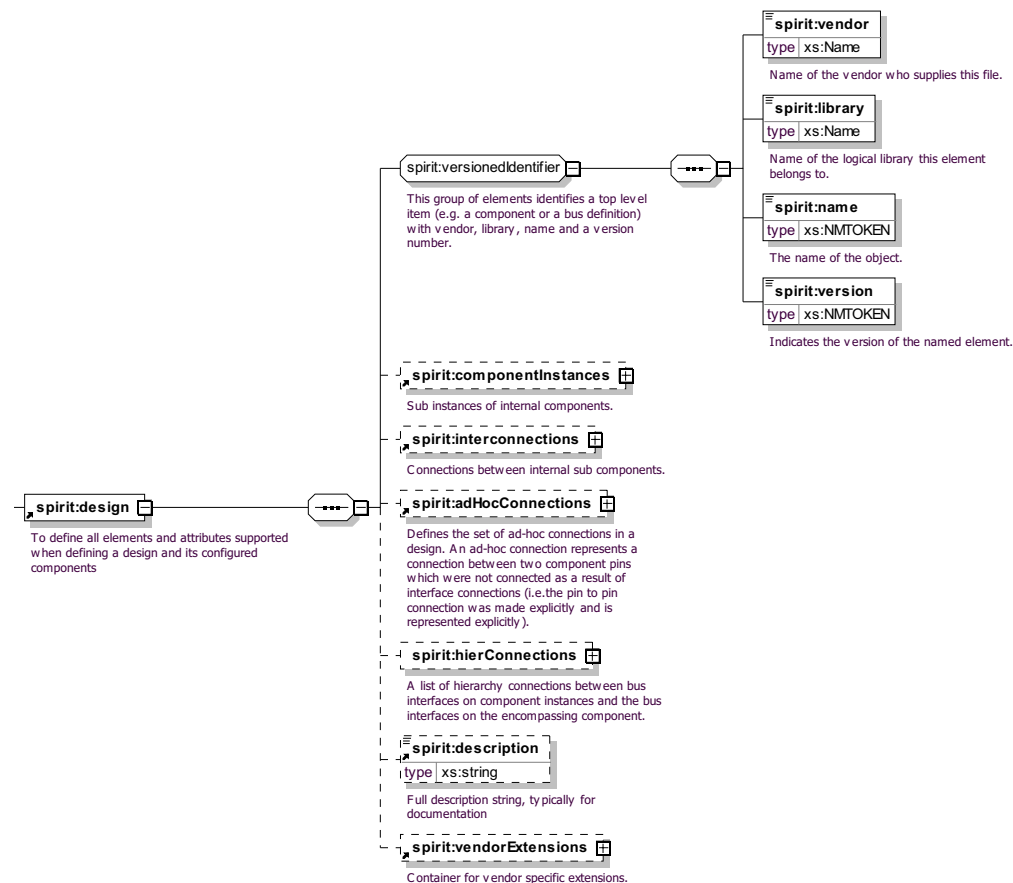 spirit:vendor
type xs:Name
Name of the vendor who supplies this file.
spirit:library
type xs:Name
Name of the logical library this element
belongs to.
spirit:versionedIdentifier
This group of elements identifies a top level
item (e.g. a component or a bus definition)
with vendor, library, name and a version
number.
spirit:name
type xs:NMTOKEN
The name of the object.
spirit:version
type xs:NMTOKEN
Indicates the version of the named element.
spirit:componentInstances
Sub instances of internal components.
spirit:interconnections
Connections between internal sub components.
spirit:design
To define all elements and attributes supported
when defining a design and its configured
components
spirit:adHocConnections
Defines the set of ad-hoc connections in a
design. An ad-hoc connection represents a
connection between two component pins
which were not connected as a result of
interface connections (i.e.the pin to pin
connection was made explicitly and is
represented explicitly).
spirit:hierConnections
A list of hierarchy connections between bus
interfaces on component instances and the bus
interfaces on the encompassing component.
spirit:description
type xs:string
Full description string, typically for
documentation
spirit:vendorExtensions
Container for vendor specific extensions.